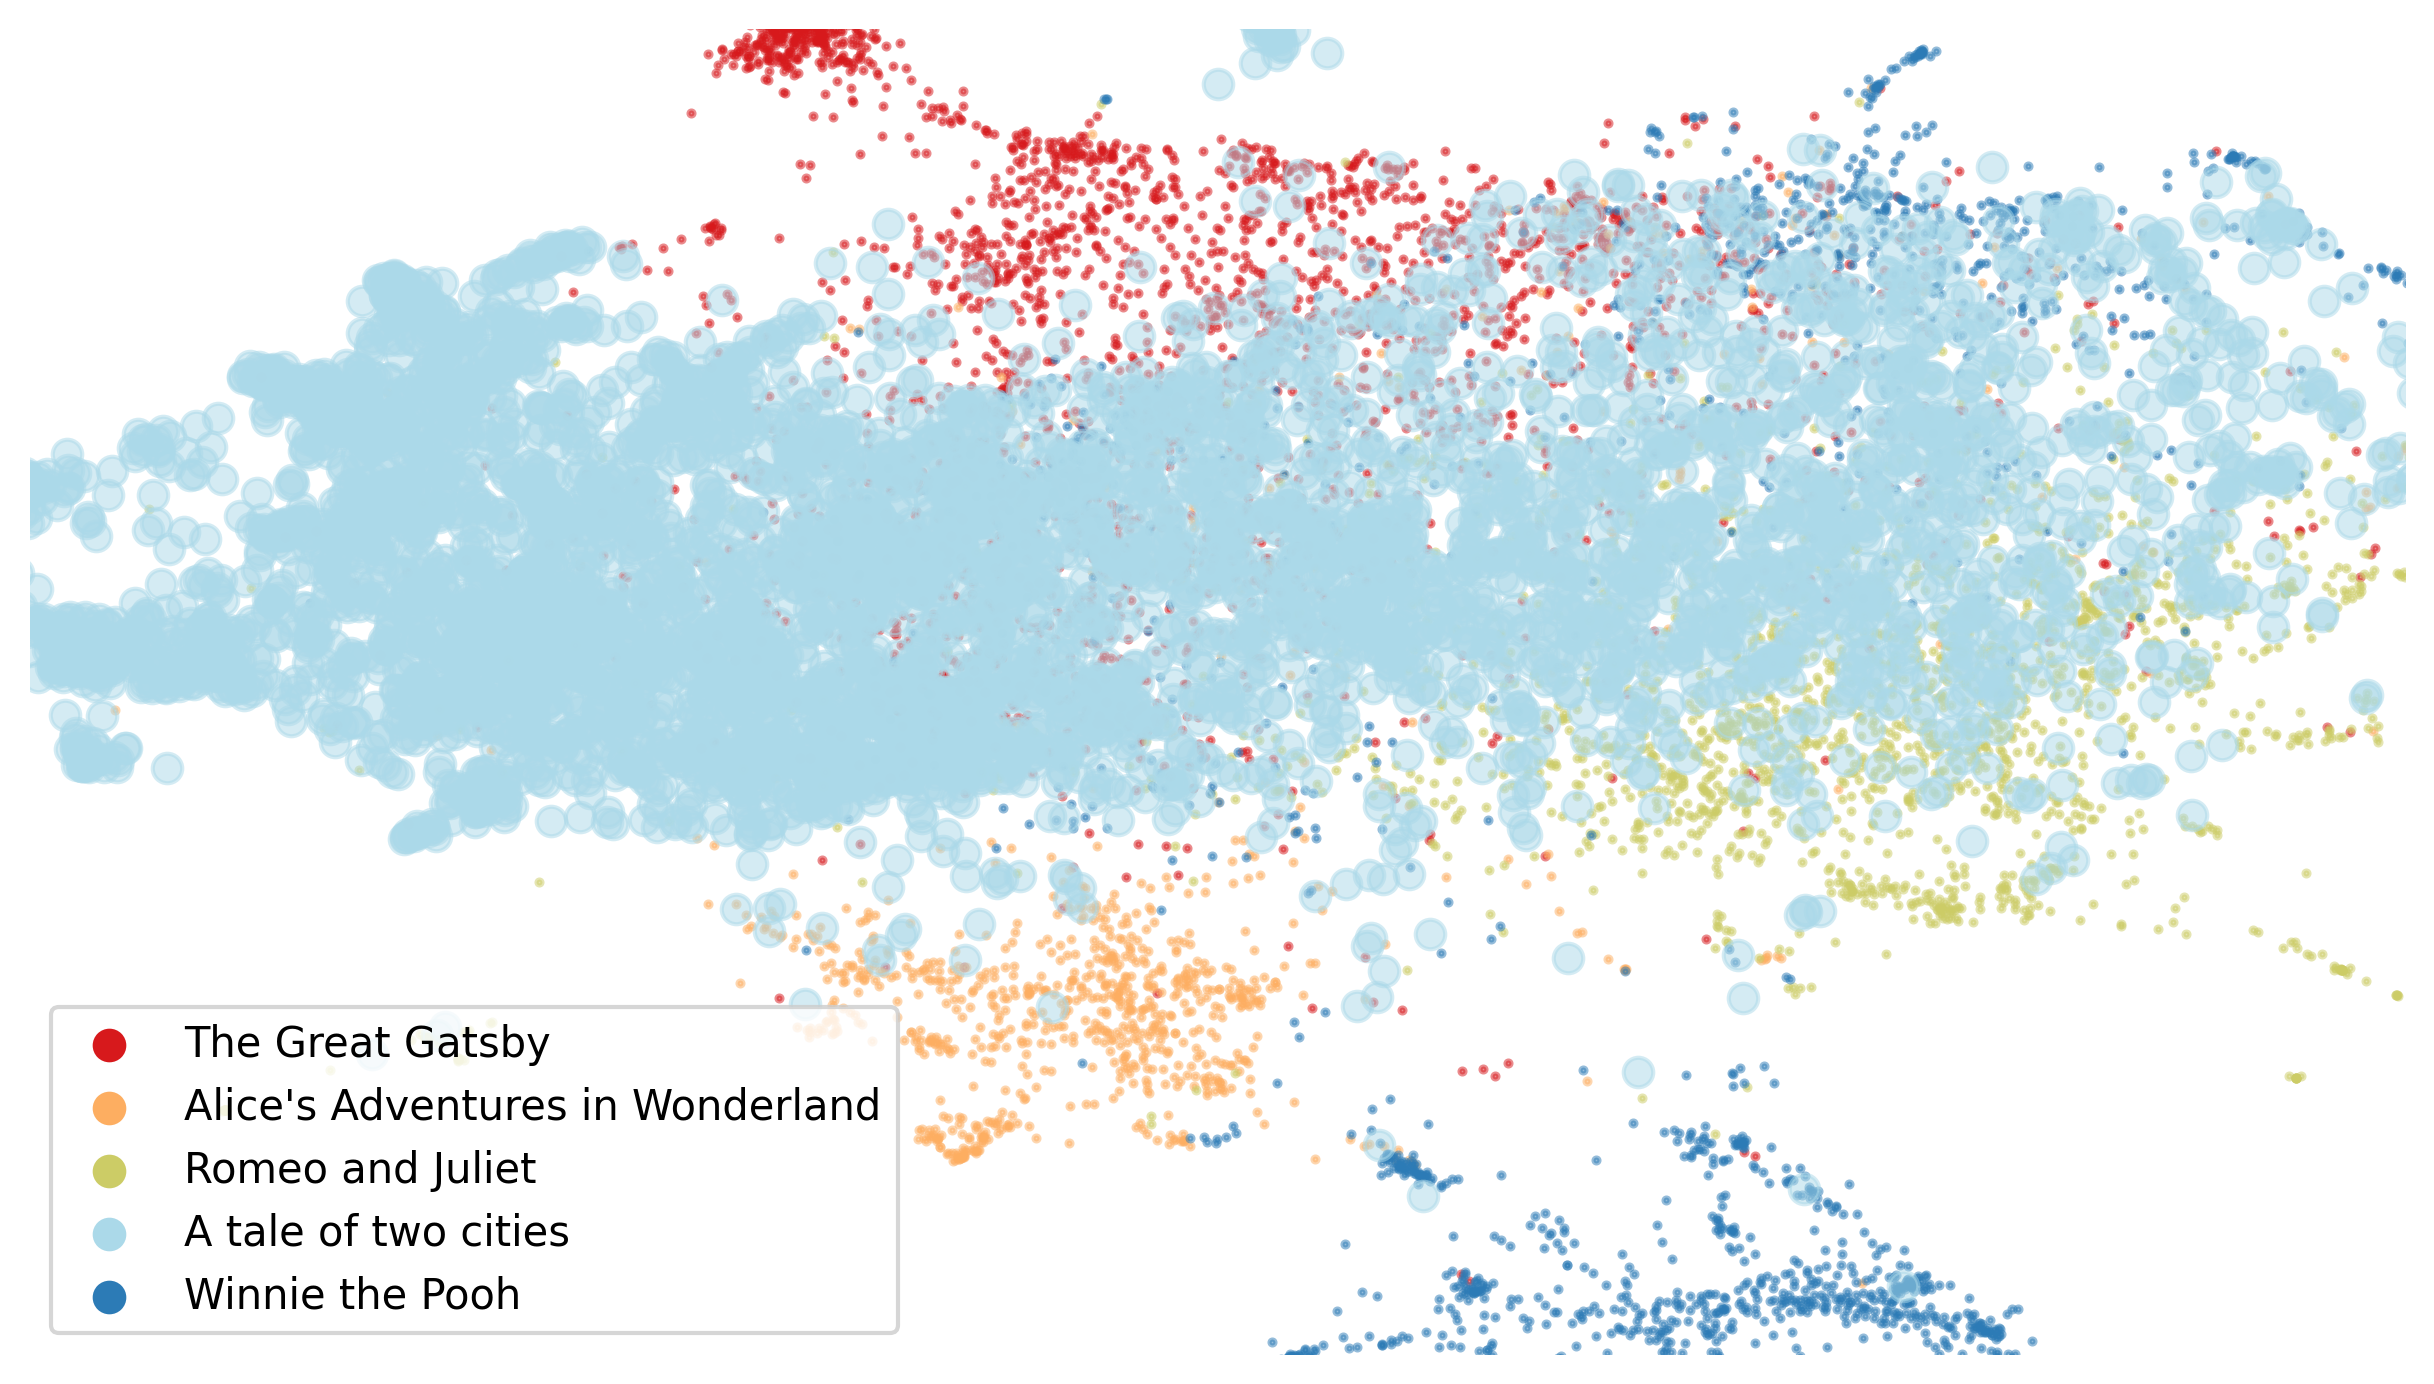 The Great Gatsby
Alice's Adventures in Wonderland
Romeo and Juliet
A tale of two cities
Winnie the Pooh